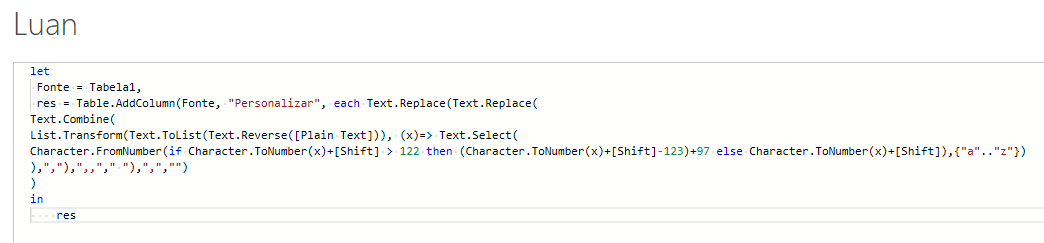 Luan
let
Fonte = Tabela1,
res = Table.AddColumn(Fonte, "Personalizar", each Text.Replace(Text.Replace(
Text.Combine(
List.Transform(Text.ToList(Text.Reverse([Plain Text])), (x)=> Text.Select(
Character.FromNumber(if Character.ToNumber(x)+[Shift] > 122 then (Character.ToNumber(x)+[Shift]-123)+97 else Character.ToNumber(x)+[Shift]),{"a".."z"})
),","),",,"," "),",","")
)
in
res